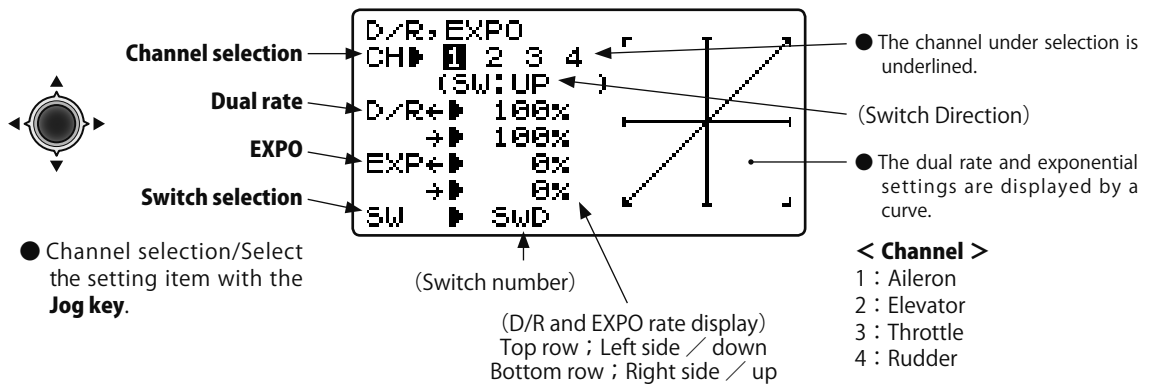 Channel selection
Dual rate
EXPO
Switch selection
● Channel selection/Select
the setting item with the
Jog key.
D/R,EXPO
CH▶ 1 2 3 4
(SW:UP )
D/R←▶ 100%
→▶ 100%
EXP←▶ 0%
→▶ 0%
SW ▶ SwD
(Switch number)
(D/R and EXPO rate display)
Top row ; Left side ／ down
Bottom row ; Right side ／ up
● The channel under selection is
underlined.
(Switch Direction)
● The dual rate and exponential
settings are displayed by a
curve.
< Channel >
1：Aileron
2：Elevator
3：Throttle
4：Rudder